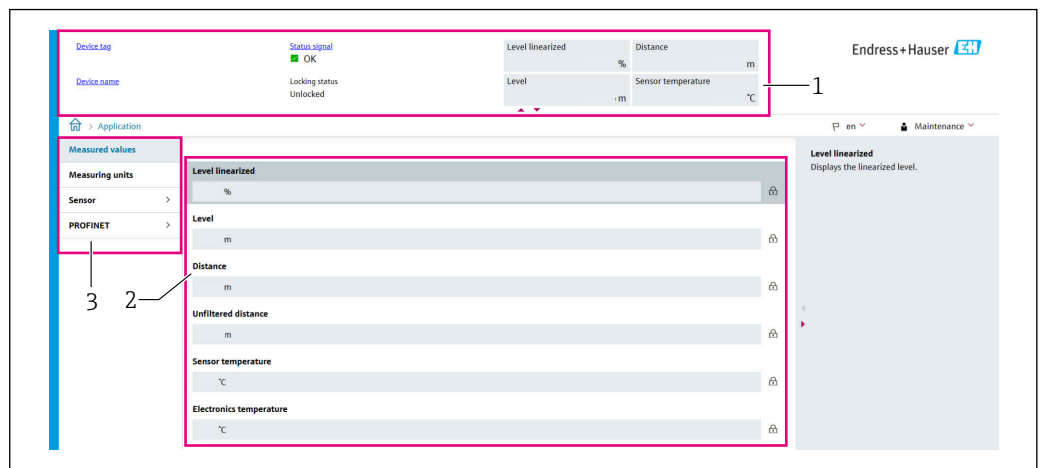 Device tag
Status signal
OK
Level linearized
%
Distance
m
Endress+Hauser EH
Device name
Locking status
Unlocked
Level
m
Sensor temperature
°C
1
> Application
en
Maintenance
Measured values
Measuring units
Sensor >
PROFINET >
3
2
Level linearized
%
Level
m
Distance
m
Unfiltered distance
m
Sensor temperature
°C
Electronics temperature
°C
Level linearized
Displays the linearized level.